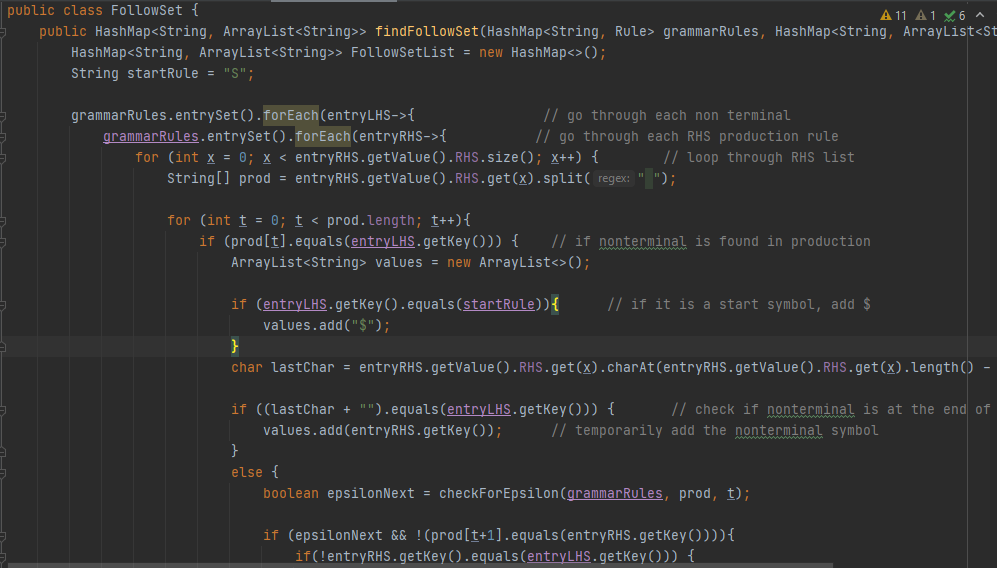 public class FollowSet {
11 1 6
public HashMap<String, ArrayList<String>> findFollowSet(HashMap<String, Rule> grammarRules, HashMap<String, ArrayList<St
HashMap<String, ArrayList<String>> FollowSetList = new HashMap<>();
String startRule = "S";
grammarRules.entrySet().forEach(entryLHS->{ // go through each non terminal
grammarRules.entrySet().forEach(entryRHS->{ // go through each RHS production rule
for (int x = 0; x < entryRHS.getValue().RHS.size(); x++) { // loop through RHS list
String[] prod = entryRHS.getValue().RHS.get(x).split( regex: " ");
for (int t = 0; t < prod.length; t++){
if (prod[t].equals(entryLHS.getKey())) { // if nonterminal is found in production
ArrayList<String> values = new ArrayList<>();
if (entryLHS.getKey().equals(startRule)){ // if it is a start symbol, add $
values.add("$");
}
char lastChar = entryRHS.getValue().RHS.get(x).charAt(entryRHS.getValue().RHS.get(x).length() -
if ((lastChar + "").equals(entryLHS.getKey())) { // check if nonterminal is at the end of
values.add(entryRHS.getKey()); // temporarily add the nonterminal symbol
}
else {
boolean epsilonNext = checkForEpsilon(grammarRules, prod, t);
if (epsilonNext && !(prod[t+1].equals(entryRHS.getKey()))){
if(!entryRHS.getKey().equals(entryLHS.getKey())) {